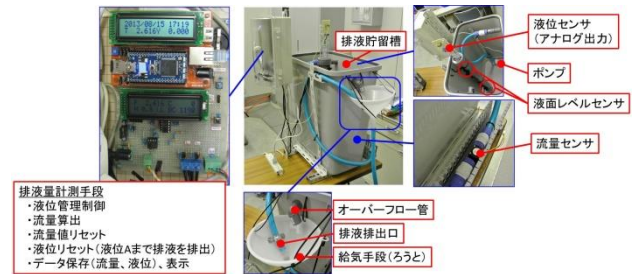 2013/08/15 17:19
2.616V 0.000
排液貯留槽
液位センサ
(アナログ出力)
ポンプ
液面レベルセンサ
流量センサ
オーバーフロー管
排液排出口
給気手段(ろうと)
排液量計測手段
・液位管理制御
・流量算出
・流量値リセット
・液位リセット(液位Aまで排液を排出)
・データ保存(流量、液位)、表示